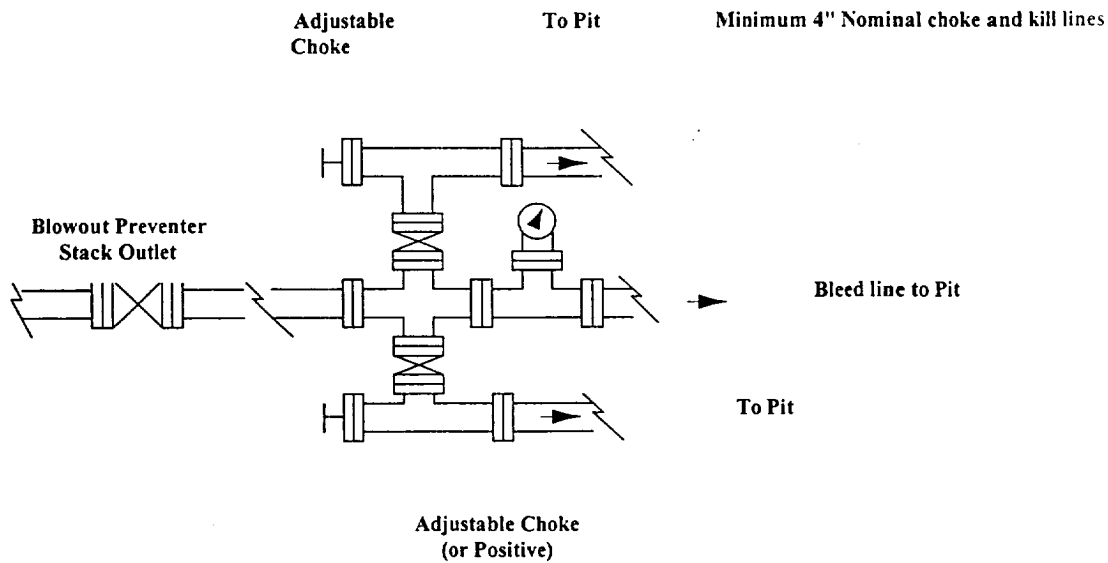 Adjustable
Choke
To Pit
Minimum 4" Nominal choke and kill lines
Blowout Preventer
Stack Outlet
Bleed line to Pit
To Pit
Adjustable Choke
(or Positive)